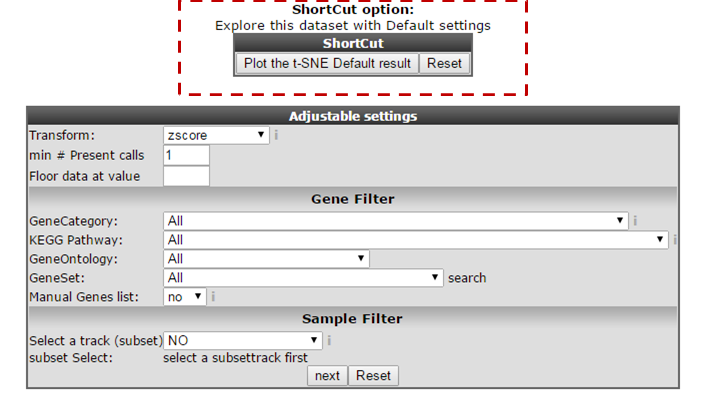 ShortCut option:
Explore this dataset with Default settings
ShortCut
Plot the t-SNE Default result Reset
Adjustable settings
Transform: zscore i
min # Present calls 1
Floor data at value
Gene Filter
GeneCategory: All i
KEGG Pathway: All i
GeneOntology: All
GeneSet: All search
Manual Genes list: no i
Sample Filter
Select a track (subset) NO i
subset Select: select a subsettrack first
next Reset